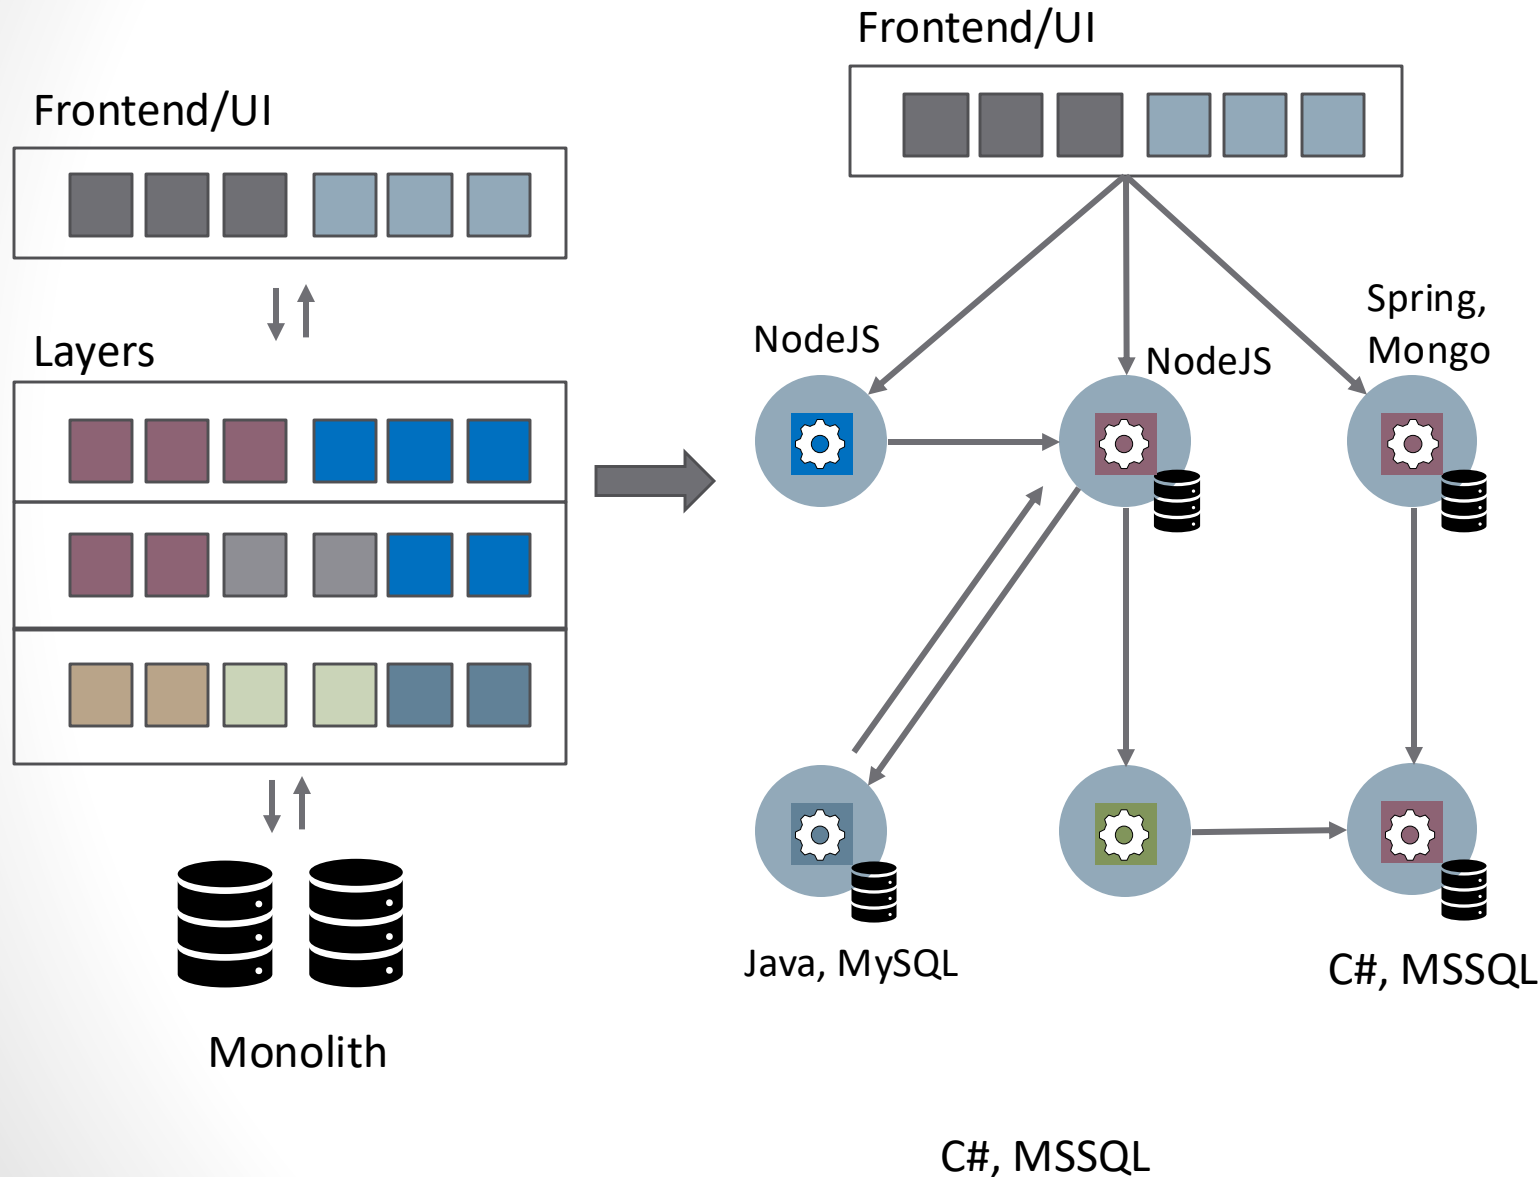 Frontend/UI
Layers
Monolith
Frontend/UI
NodeJS
NodeJS
Spring,
Mongo
Java, MySQL
C#, MSSQL
C#, MSSQL